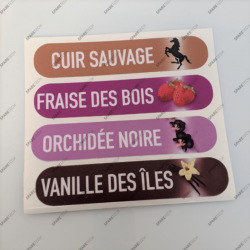 CUIR SAUVAGE
FRAISE DES BOIS
ORCHIDÉE NOIRE
VANILLE DES ÎLES